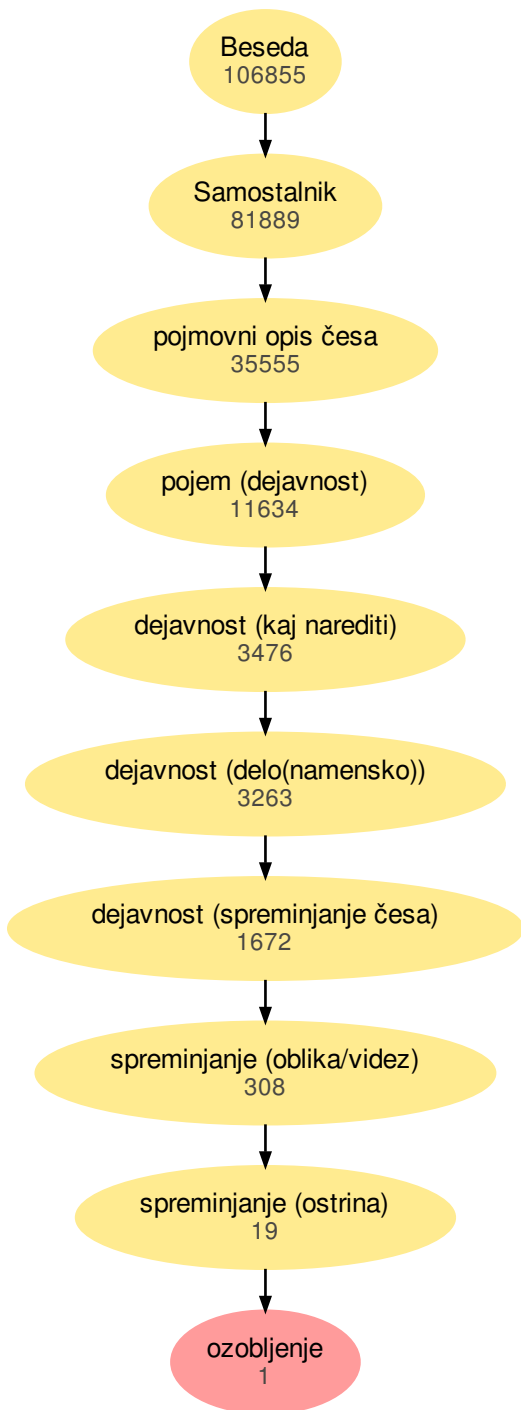 Beseda
106855
Samostalnik
81889
pojmovni opis česa
35555
pojem (dejavnost)
11634
dejavnost (kaj narediti)
3476
dejavnost (delo(namensko))
3263
dejavnost (spreminjanje česa)
1672
spreminjanje (oblika/videz)
308
spreminjanje (ostrina)
19
ozobljenje
1